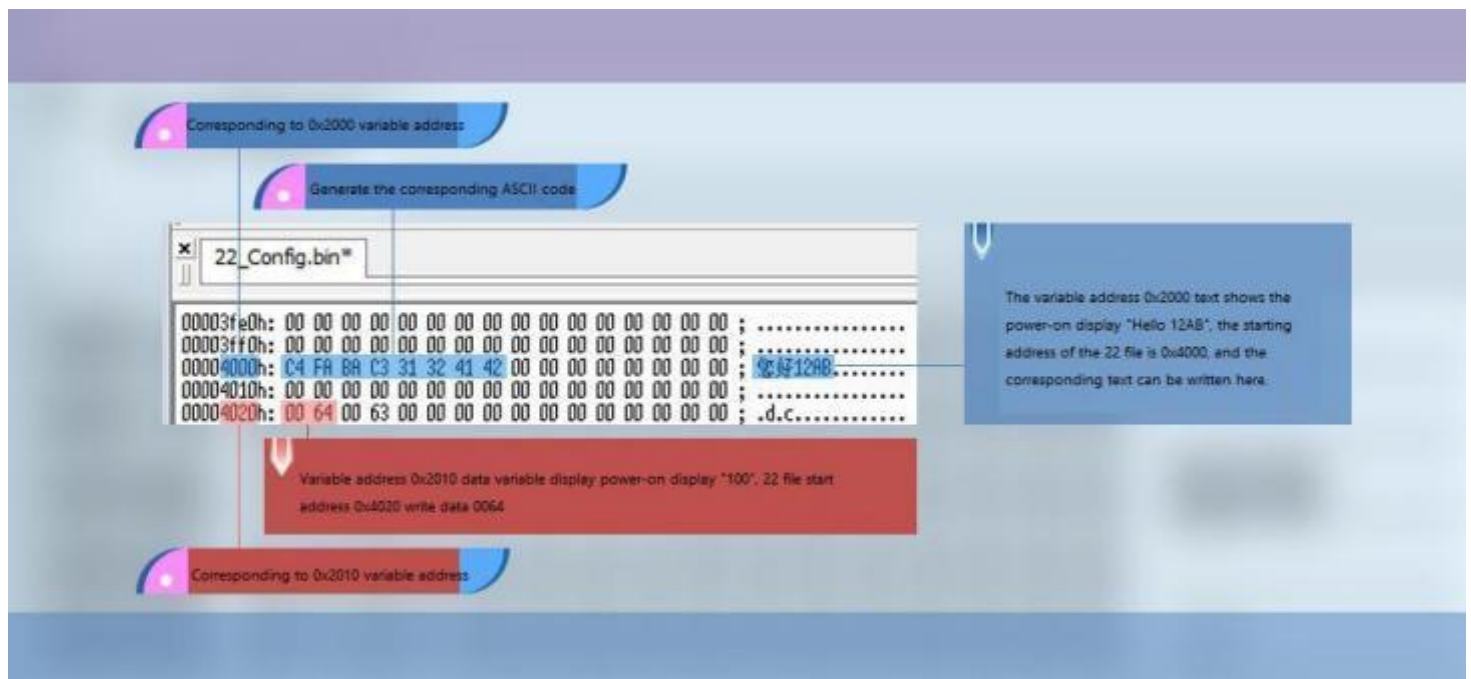 Corresponding to 0x2000 variable address
Generate the corresponding ASCII code
22_Config.bin*
00003fe0h: 00 00 00 00 00 00 00 00 00 00 00 00 00 00 00 00 ; ................
00003ff0h: 00 00 00 00 00 00 00 00 00 00 00 00 00 00 00 00 ; ................
00004000h: C4 FA BA C3 31 32 41 42 00 00 00 00 00 00 00 00 ; 您好12AB........
00004010h: 00 00 00 00 00 00 00 00 00 00 00 00 00 00 00 00 ; ................
00004020h: 00 64 00 63 00 00 00 00 00 00 00 00 00 00 00 00 ; .d.c............
The variable address 0x2000 text shows the
power-on display "Hello 12AB", the starting
address of the 22 file is 0x4000, and the
corresponding text can be written here.
Variable address 0x2010 data variable display power-on display "100", 22 file start
address 0x4020 write data 0064
Corresponding to 0x2010 variable address